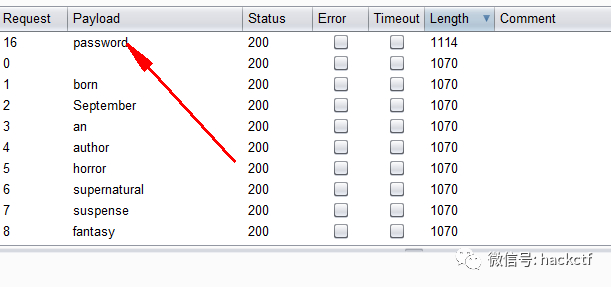 Request Payload Status Error Timeout Length Comment
16 password 200 1114
0 200 1070
1 born 200 1070
2 September 200 1070
3 an 200 1070
4 author 200 1070
5 horror 200 1070
6 supernatural 200 1070
7 suspense 200 1070
8 fantasy 200 1070
微信号: hackctf